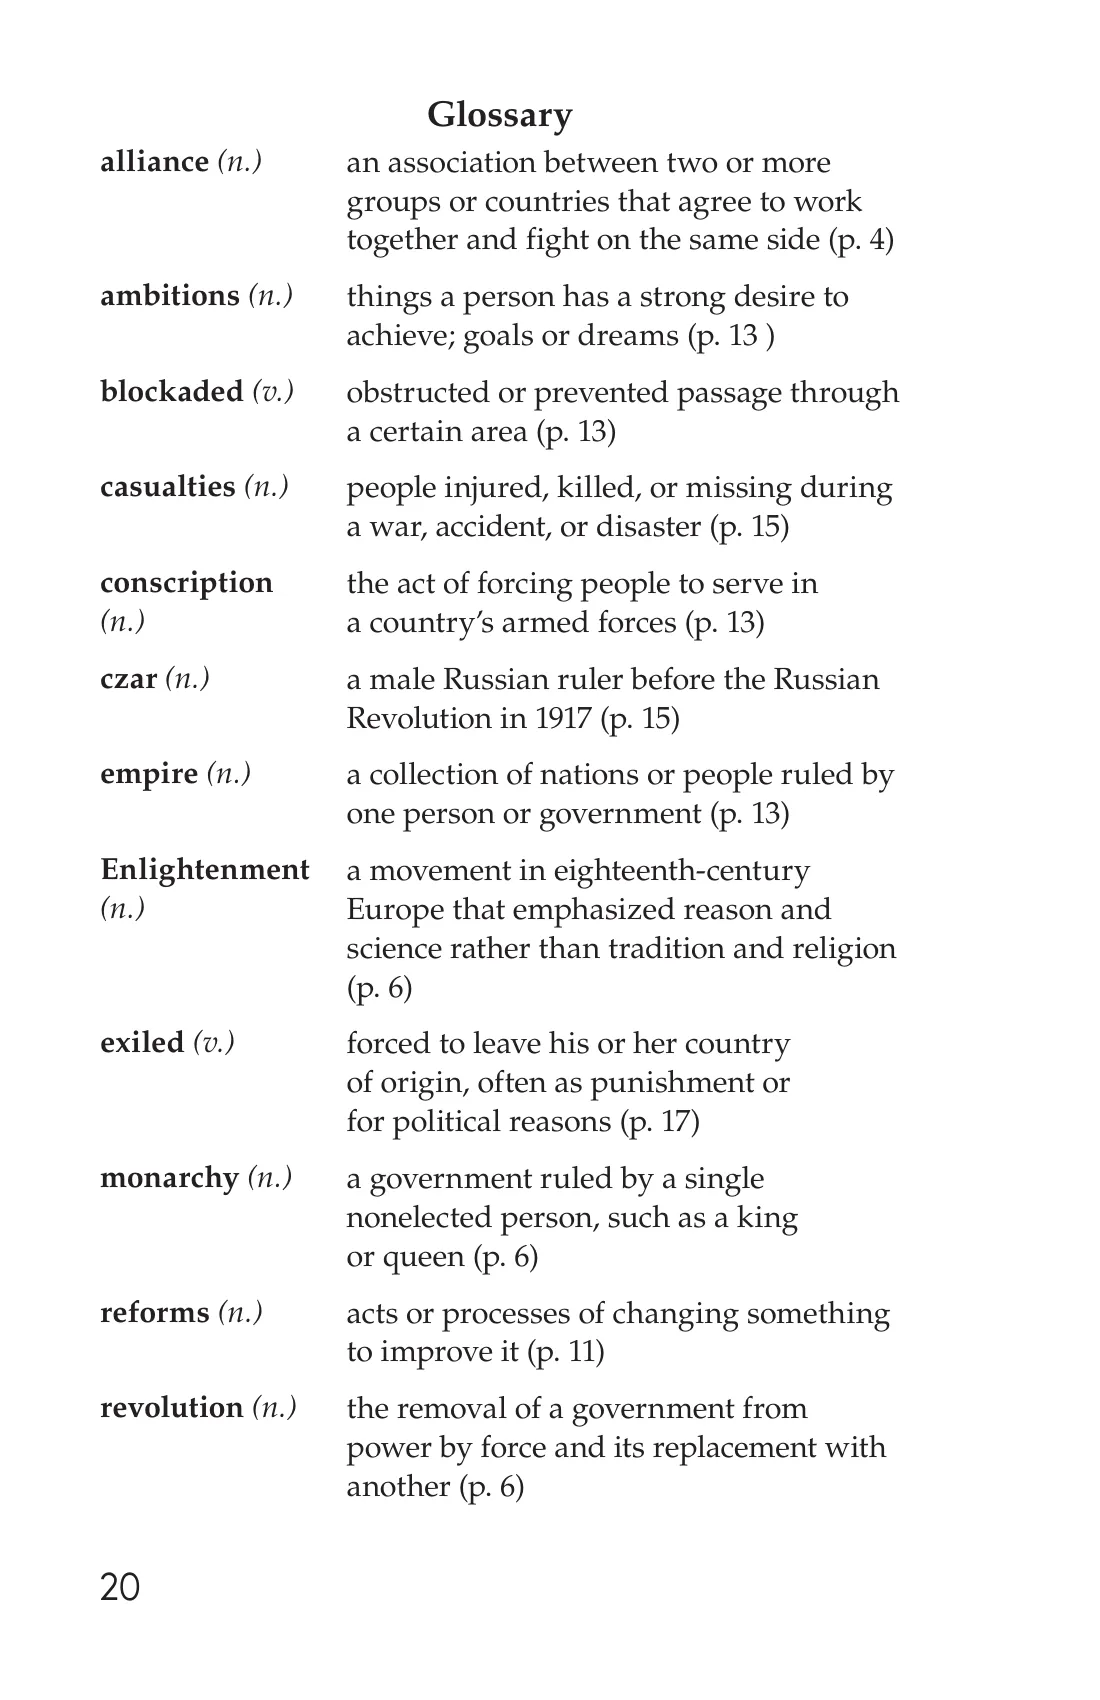 Glossary
alliance (n.) an association between two or more
groups or countries that agree to work
together and fight on the same side (p. 4)
ambitions (n.) things a person has a strong desire to
achieve; goals or dreams (p. 13 )
blockaded (v.) obstructed or prevented passage through
a certain area (p. 13)
casualties (n.) people injured, killed, or missing during
a war, accident, or disaster (p. 15)
conscription the act of forcing people to serve in
(n.) a country’s armed forces (p. 13)
czar (n.) a male Russian ruler before the Russian
Revolution in 1917 (p. 15)
empire (n.) a collection of nations or people ruled by
one person or government (p. 13)
Enlightenment a movement in eighteenth-century
(n.) Europe that emphasized reason and
science rather than tradition and religion
(p. 6)
exiled (v.) forced to leave his or her country
of origin, often as punishment or
for political reasons (p. 17)
monarchy (n.) a government ruled by a single
nonelected person, such as a king
or queen (p. 6)
reforms (n.) acts or processes of changing something
to improve it (p. 11)
revolution (n.) the removal of a government from
power by force and its replacement with
another (p. 6)
20